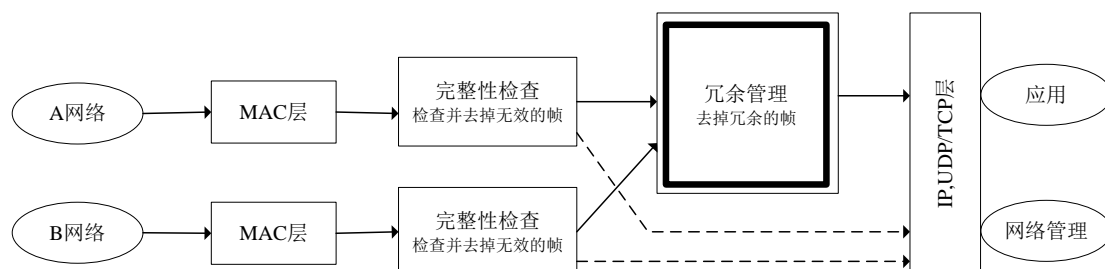 A网络
MAC层
完整性检查
检查并去掉无效的帧
冗余管理
去掉冗余的帧
IP,UDP/TCP层
应用
B网络
MAC层
完整性检查
检查并去掉无效的帧
网络管理